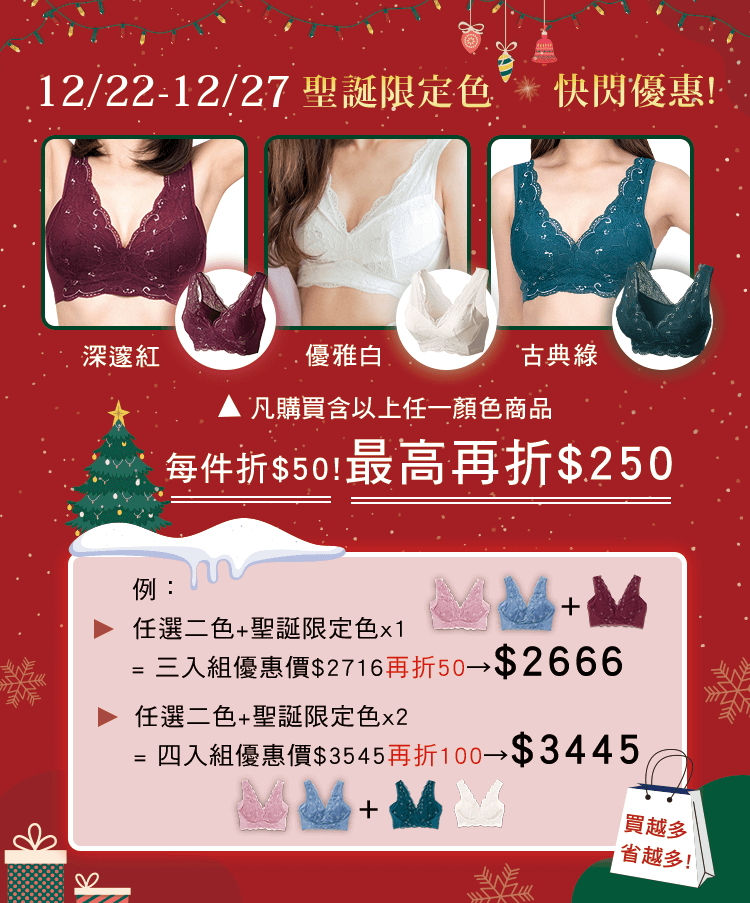 12/22-12/27 聖誕限定色 快閃優惠!
深邃紅
優雅白
古典綠
▲ 凡購買含以上任一顏色商品
每件折$50!最高再折$250
例：
▶ 任選二色+聖誕限定色x1
+
= 三入組優惠價$2716再折50→$2666
▶ 任選二色+聖誕限定色x2
= 四入組優惠價$3545再折100→$3445
+
買越多
省越多!